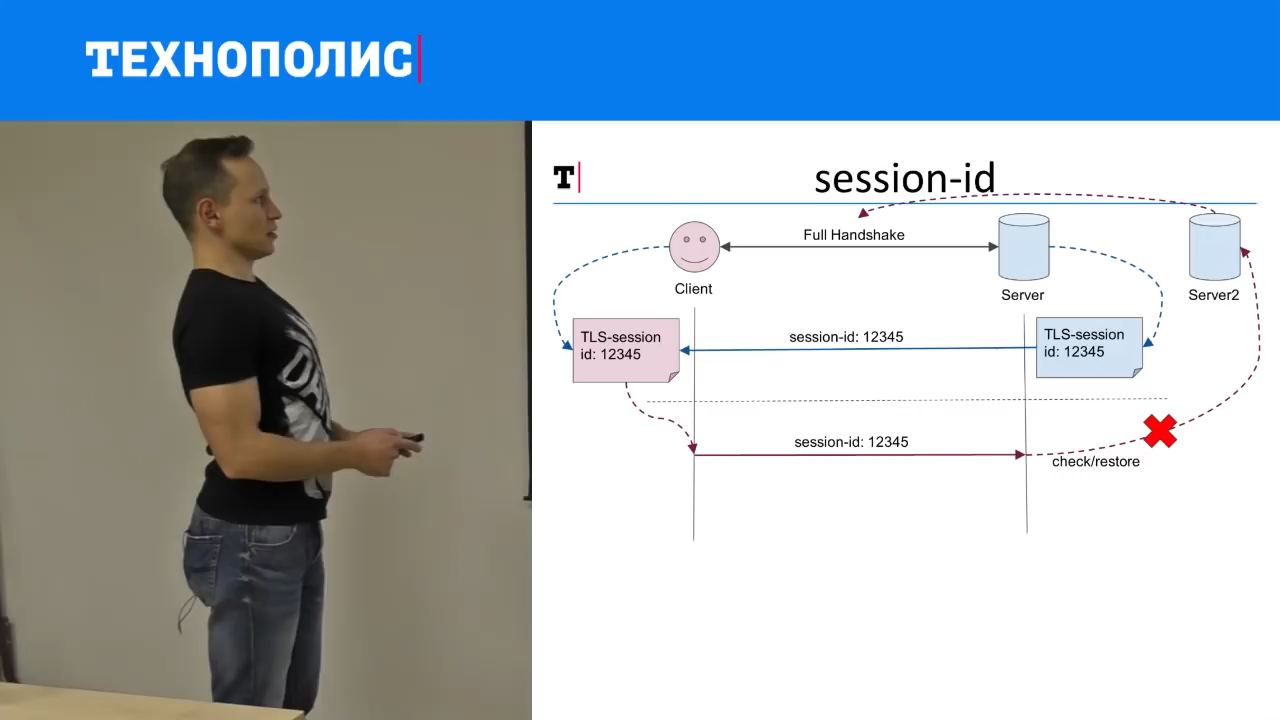 ТЕХНОПОЛИС
T
session-id
Full Handshake
Client
Server
Server2
TLS-session
id: 12345
session-id: 12345
TLS-session
id: 12345
session-id: 12345
check/restore